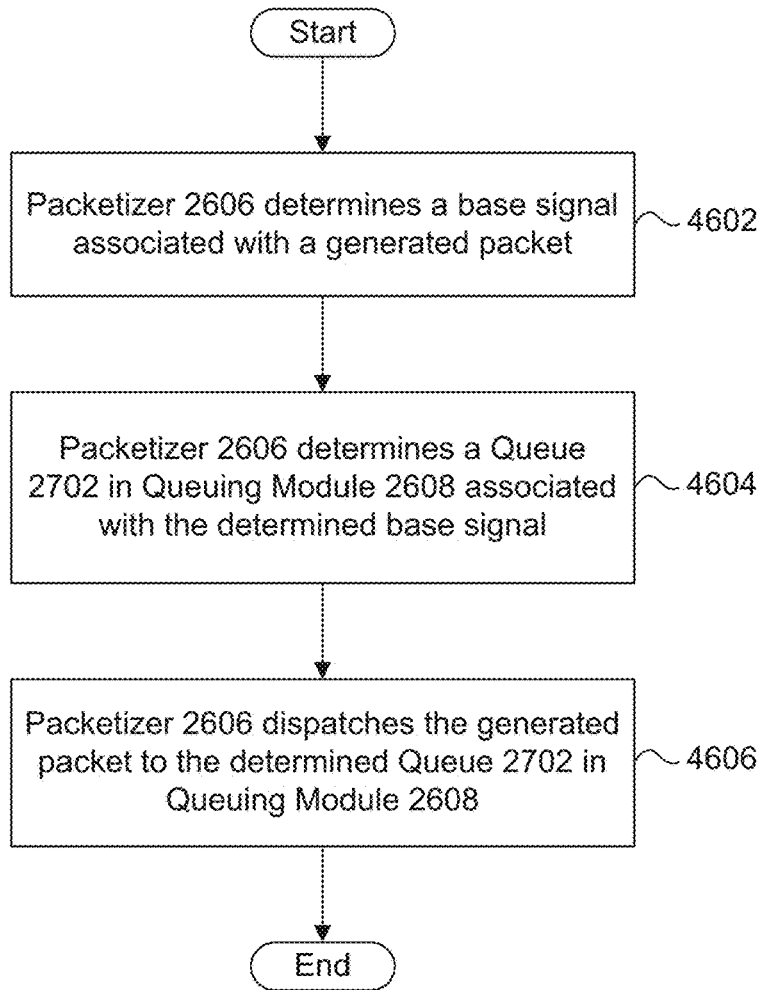 Start
Packetizer 2606 determines a base signal
associated with a generated packet
4602
Packetizer 2606 determines a Queue
2702 in Queuing Module 2608 associated
with the determined base signal
4604
Packetizer 2606 dispatches the generated
packet to the determined Queue 2702 in
Queuing Module 2608
4606
End